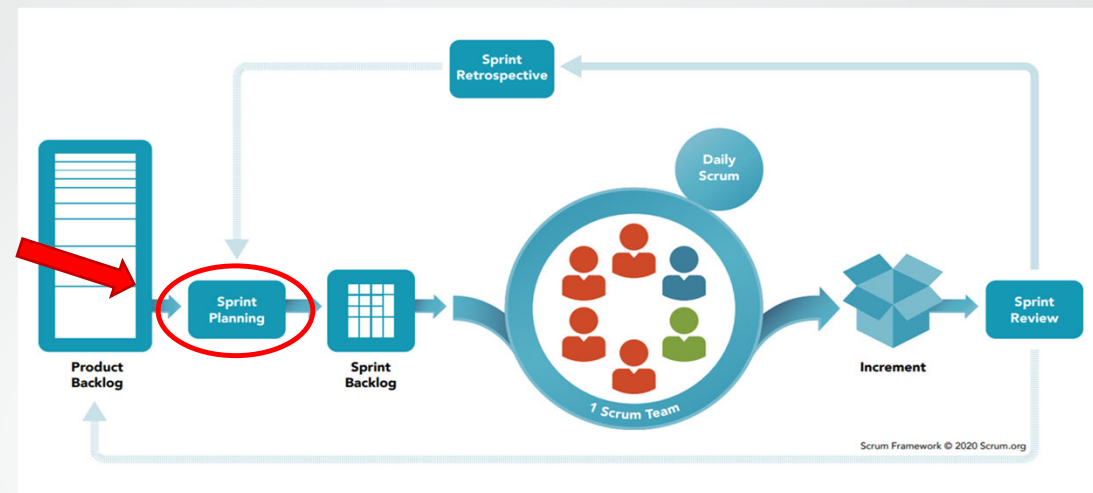 Sprint
Retrospective
Daily
Scrum
Sprint
Planning
Sprint
Review
Product
Backlog
Sprint
Backlog
Increment
1 Scrum Team
Scrum Framework © 2020 Scrum.org